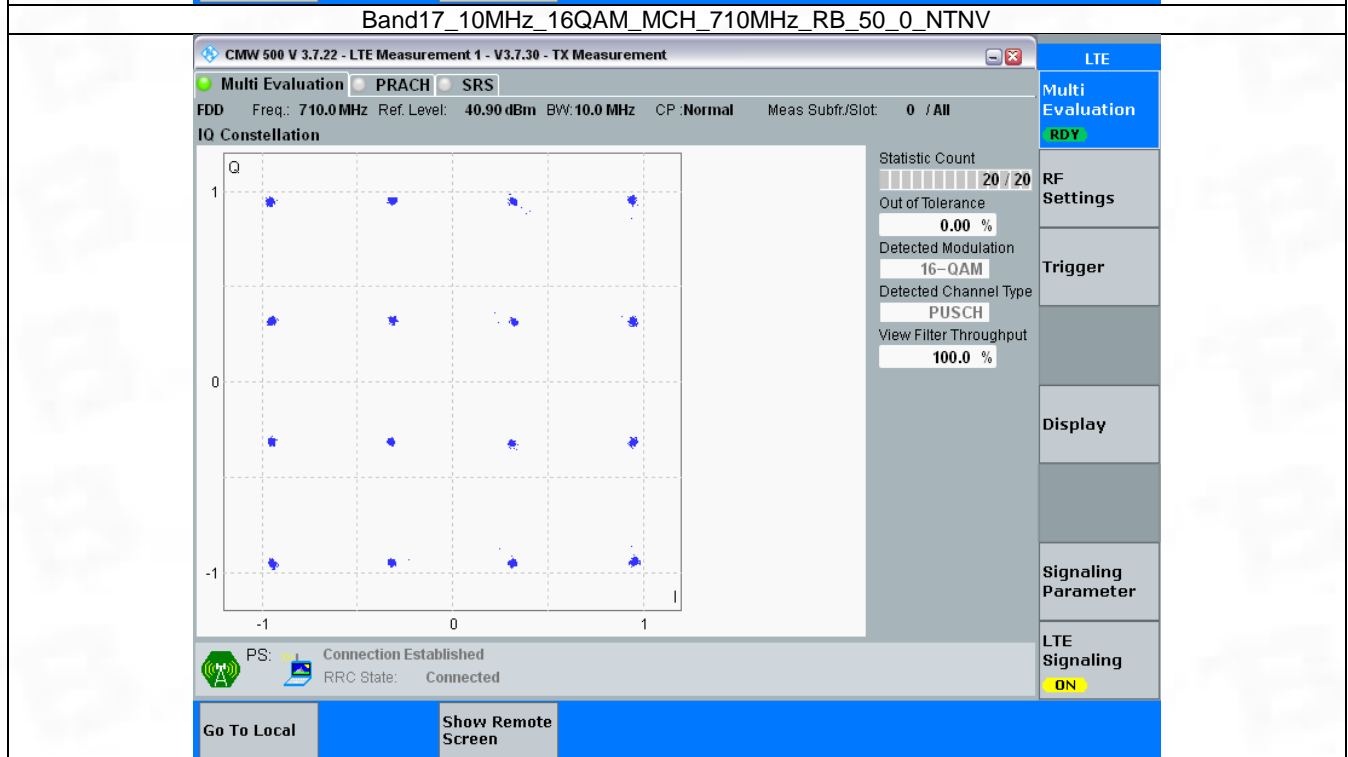 Band17_10MHz_16QAM_MCH_710MHz_RB_50_0_NTNV
CMW 500 V 3.7.22 - LTE Measurement 1 - V3.7.30 - TX Measurement
LTE
Multi Evaluation PRACH SRS
FDD Freq.: 710.0 MHz Ref. Level: 40.90 dBm BW: 10.0 MHz CP :Normal Meas Subfr./Slot: 0 / All
IQ Constellation
Q
1
0
-1
I
-1 0 1
Statistic Count
20 / 20
Out of Tolerance
0.00 %
Detected Modulation
16-QAM
Detected Channel Type
PUSCH
View Filter Throughput
100.0 %
Multi
Evaluation
RDY
RF
Settings
Trigger
Display
Signaling
Parameter
LTE
Signaling
ON
PS: Connection Established
RRC State: Connected
Go To Local
Show Remote
Screen